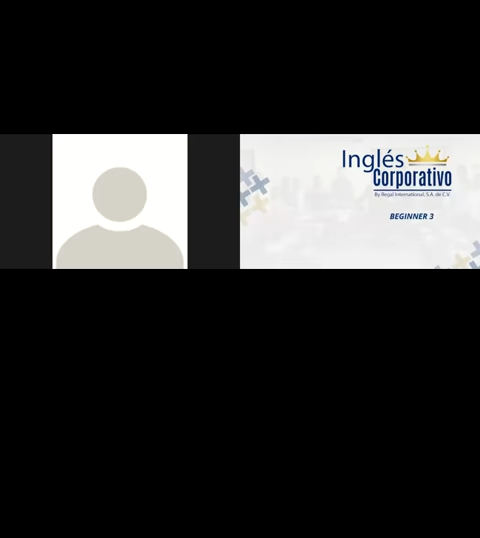 Inglés
Corporativo
By Regal International, S.A. de C.V.
BEGINNER 3